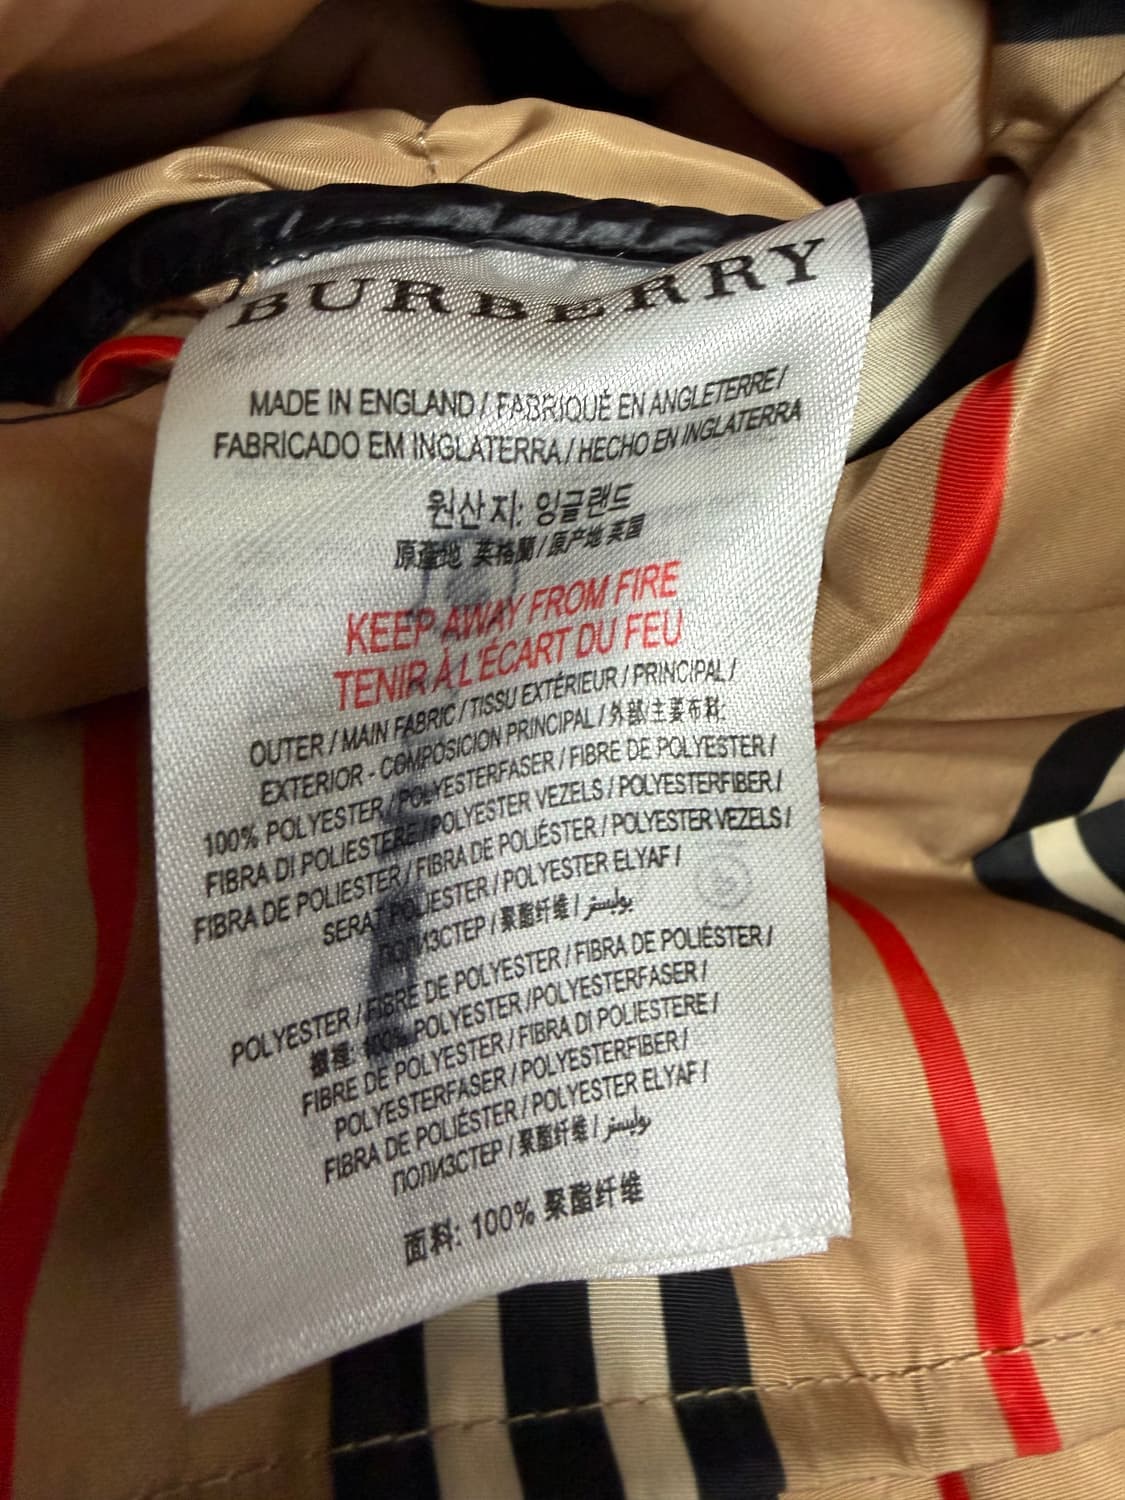 BURBERRY
MADE IN ENGLAND / FABRIQUÉ EN ANGLETERRE /
FABRICADO EM INGLATERRA / HECHO EN INGLATERRA
원산지: 잉글랜드
原產地 英格蘭 / 原产地 英国
KEEP AWAY FROM FIRE
TENIR À L'ÉCART DU FEU
OUTER / MAIN FABRIC / TISSU EXTÉRIEUR / PRINCIPAL /
EXTERIOR - COMPOSICION PRINCIPAL / 外部/主要布料:
100% POLYESTER / POLYESTERFASER / FIBRE DE POLYESTER /
FIBRA DI POLIESTERE / POLYESTER VEZELS / POLYESTERFIBER /
FIBRA DE POLIESTER / FIBRA DE POLIÉSTER / POLYESTER VEZELS /
SERAT POLIESTER / POLYESTER ELYAF /
ПОЛИЭСТЕР / 聚酯纤维 / بوليستر
POLYESTER / FIBRE DE POLYESTER / FIBRA DE POLIÉSTER /
100% POLYESTER / POLYESTERFASER /
FIBRE DE POLYESTER / FIBRA DI POLIESTERE /
POLYESTERFASER / POLYESTERFIBER /
FIBRA DE POLIÉSTER / POLYESTER ELYAF /
ПОЛИЭСТЕР / 聚酯纤维 / بوليستر
面料: 100% 聚酯纤维